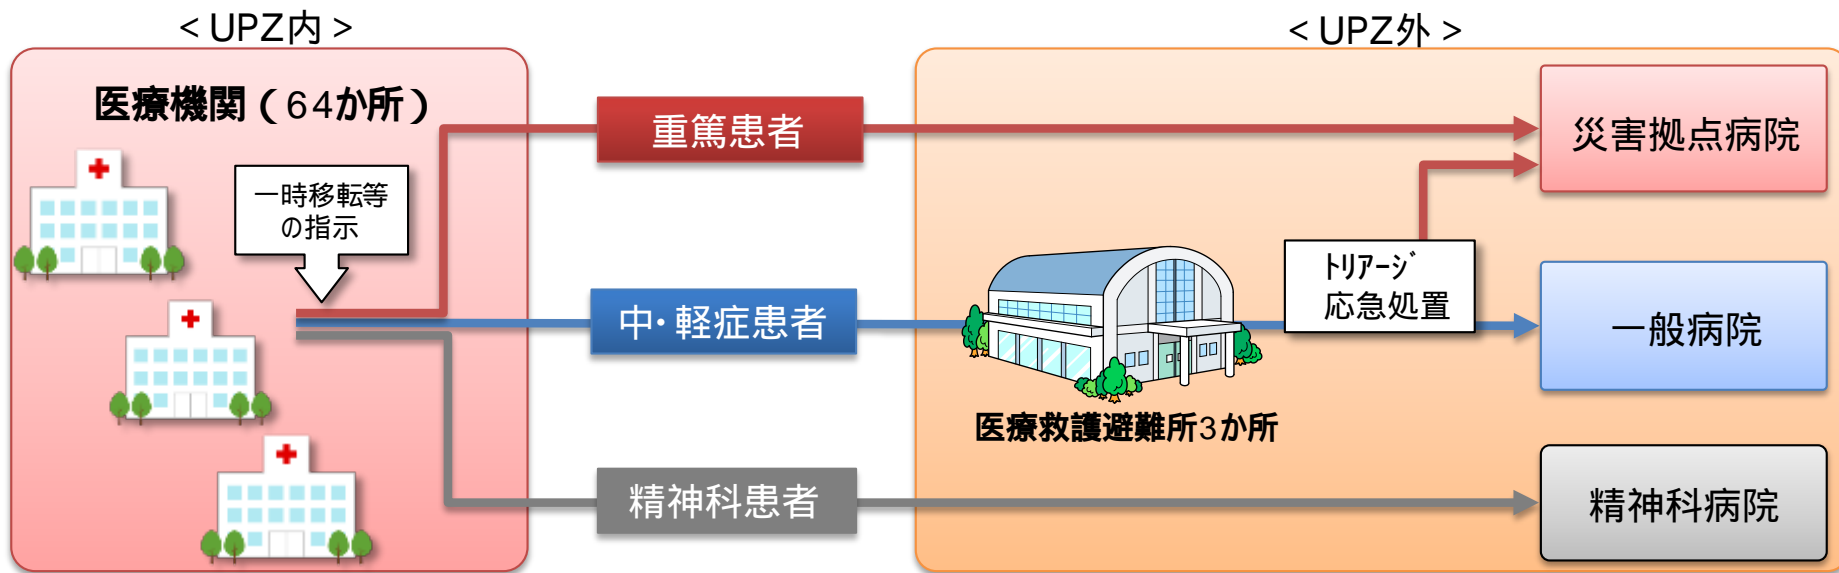 ＜UPZ内＞
＜UPZ外＞
医療機関（64か所）
一時移転等
の指示
重篤患者
災害拠点病院
中・軽症患者
ﾄﾘｱｰｼﾞ
応急処置
一般病院
医療救護避難所3か所
精神科患者
精神科病院